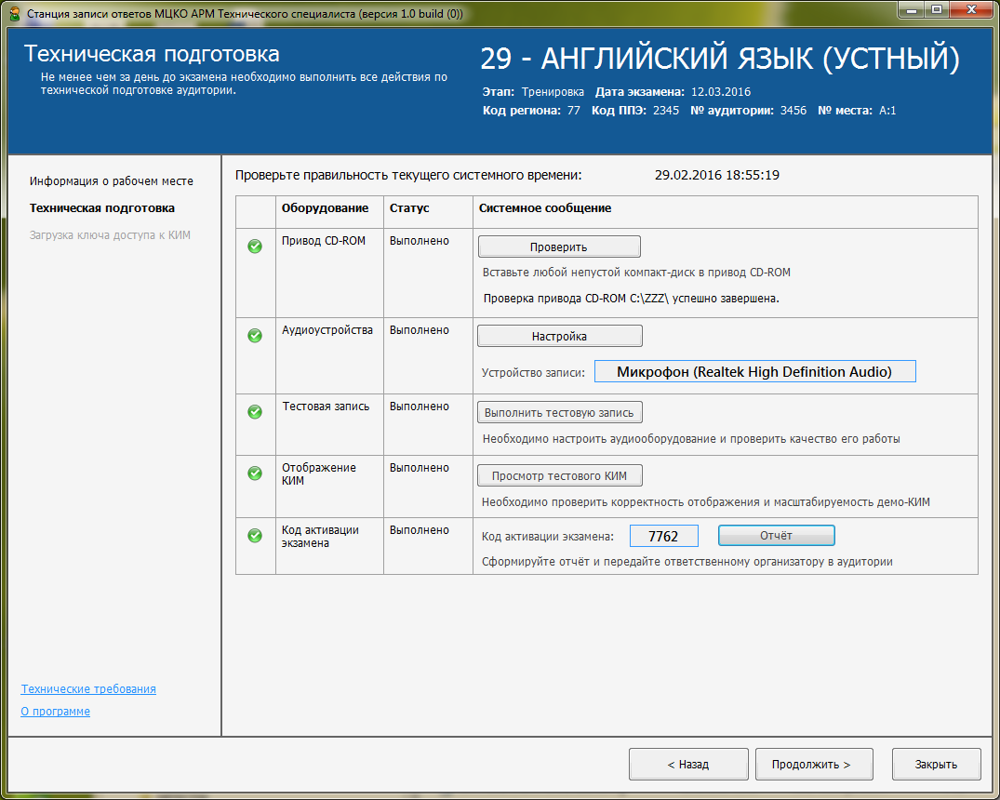 Станция записи ответов МЦКО АРМ Технического специалиста (версия 1.0 build (0))
Техническая подготовка
Не менее чем за день до экзамена необходимо выполнить все действия по
технической подготовке аудитории.
29 - АНГЛИЙСКИЙ ЯЗЫК (УСТНЫЙ)
Этап: Тренировка Дата экзамена: 12.03.2016
Код региона: 77 Код ППЭ: 2345 № аудитории: 3456 № места: А:1
Информация о рабочем месте
Техническая подготовка
Загрузка ключа доступа к КИМ
Проверьте правильность текущего системного времени: 29.02.2016 18:55:19
Оборудование Статус Системное сообщение
Привод CD-ROM Выполнено
Проверить
Вставьте любой непустой компакт-диск в привод CD-ROM
Проверка привода CD-ROM C:\ZZZ\ успешно завершена.
Аудиоустройства Выполнено
Настройка
Устройство записи: Микрофон (Realtek High Definition Audio)
Тестовая запись Выполнено
Выполнить тестовую запись
Необходимо настроить аудиооборудование и проверить качество его работы
Отображение
КИМ
Выполнено
Просмотр тестового КИМ
Необходимо проверить корректность отображения и масштабируемость демо-КИМ
Код активации
экзамена
Выполнено
Код активации экзамена: 7762 Отчёт
Сформируйте отчёт и передайте ответственному организатору в аудитории
Технические требования
О программе
< Назад Продолжить > Закрыть